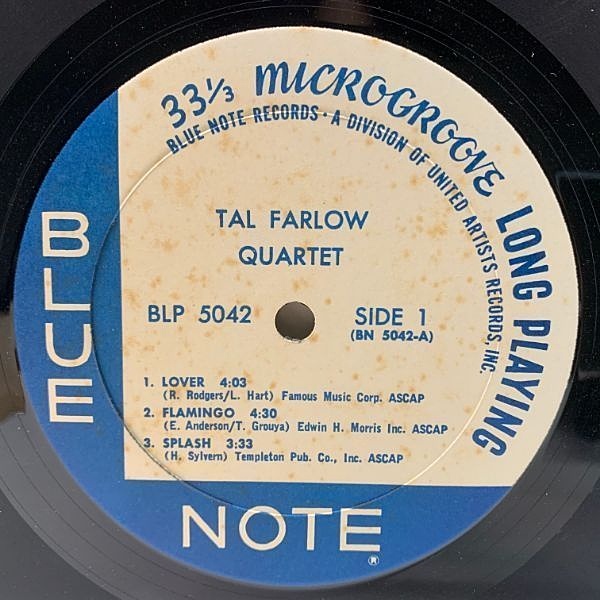 33⅓ MICROGROOVE LONG PLAYING
BLUE NOTE RECORDS · A DIVISION OF UNITED ARTISTS RECORDS, INC.
TAL FARLOW
QUARTET
BLP 5042
SIDE 1
(BN 5042-A)
1. LOVER 4:03
(R. Rodgers/L. Hart) Famous Music Corp. ASCAP
2. FLAMINGO 4:30
(E. Anderson/T. Grouya) Edwin H. Morris Inc. ASCAP
3. SPLASH 3:33
(H. Sylvern) Templeton Pub. Co., Inc. ASCAP
BLUE
NOTE®